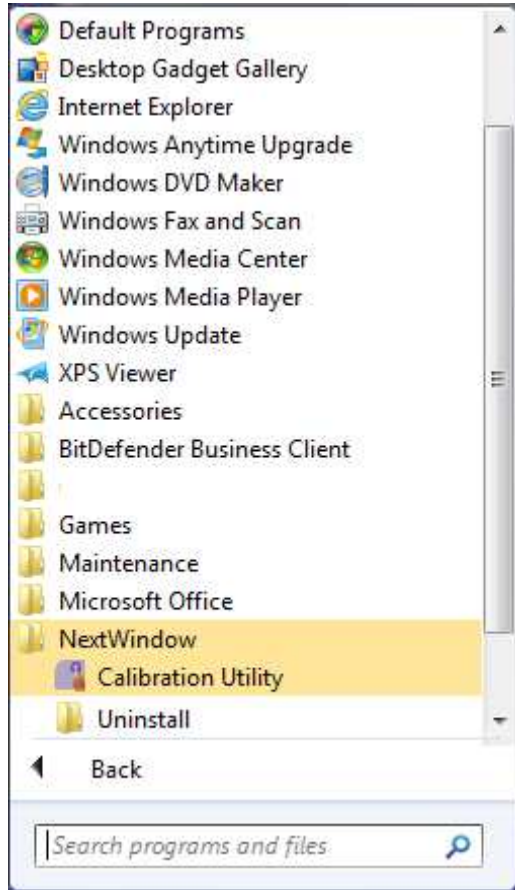 Default Programs
Desktop Gadget Gallery
Internet Explorer
Windows Anytime Upgrade
Windows DVD Maker
Windows Fax and Scan
Windows Media Center
Windows Media Player
Windows Update
XPS Viewer
Accessories
BitDefender Business Client
Games
Maintenance
Microsoft Office
NextWindow
Calibration Utility
Uninstall
Back
Search programs and files